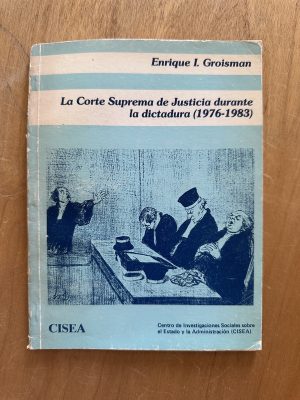 Enrique I. Groisman
La Corte Suprema de Justicia durante
la dictadura (1976-1983)
CISEA
Centro de Investigaciones Sociales sobre
el Estado y la Administración (CISEA)